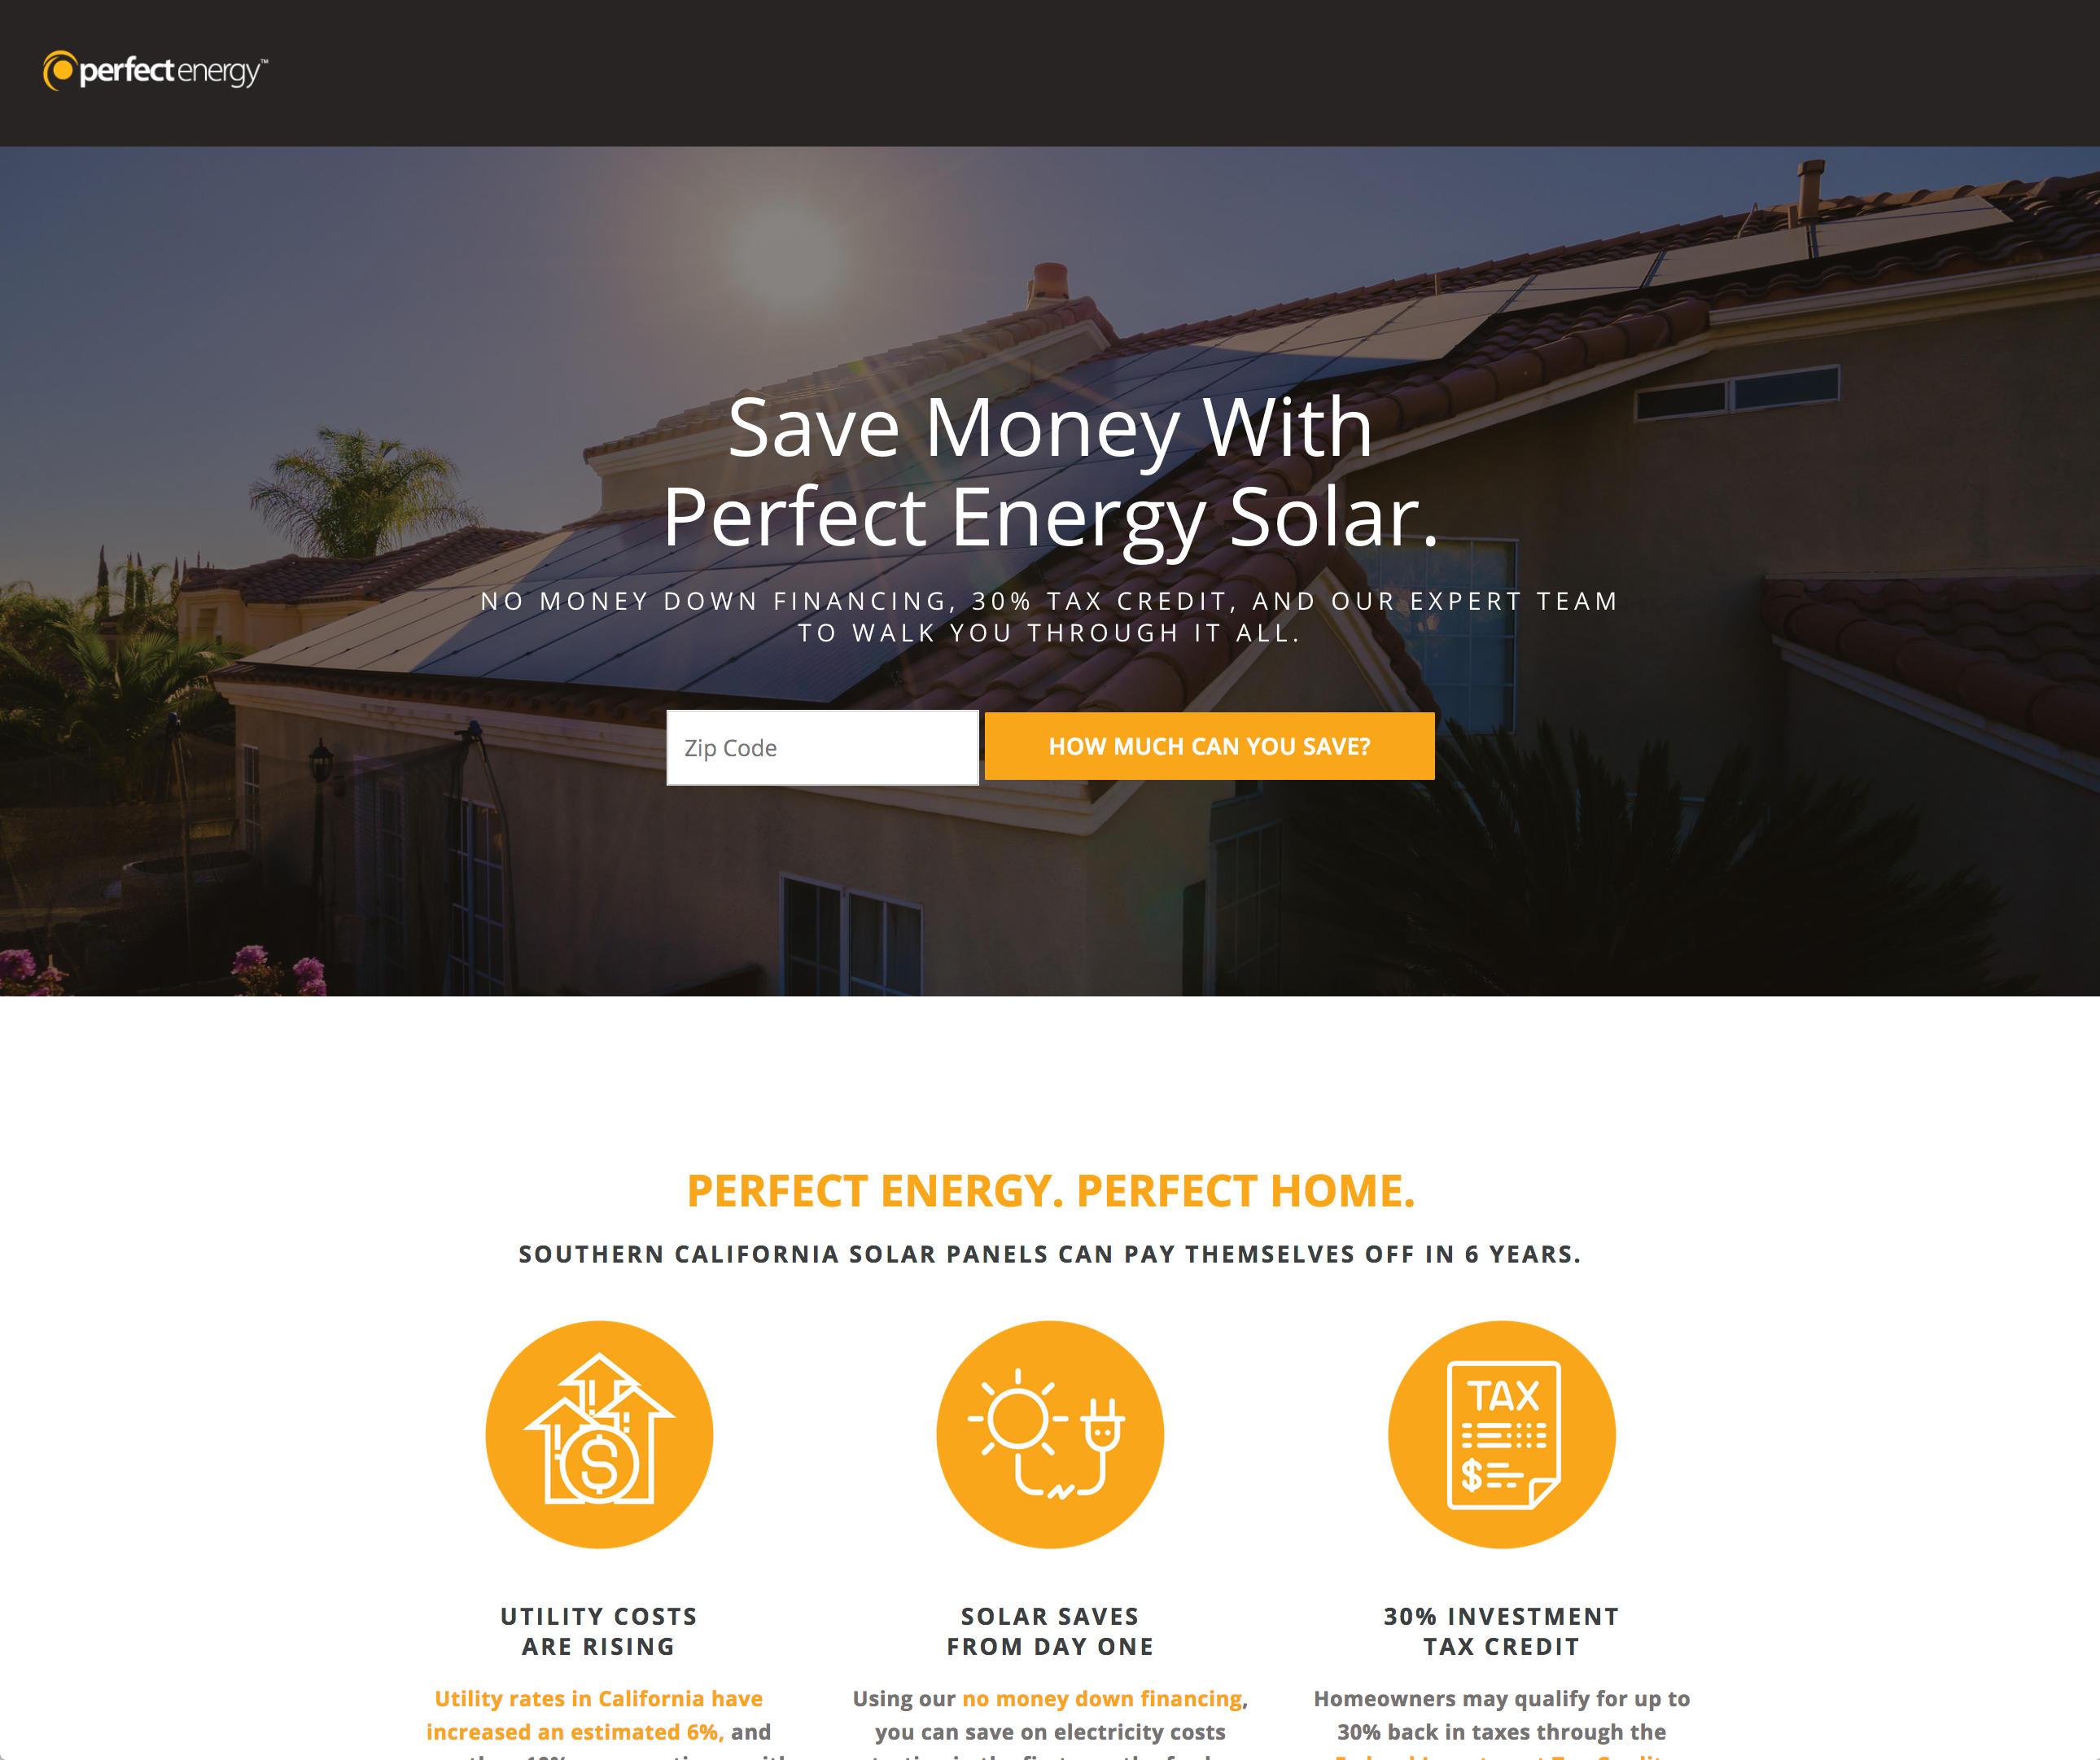 perfectenergy™
Save Money With
Perfect Energy Solar.
NO MONEY DOWN FINANCING, 30% TAX CREDIT, AND OUR EXPERT TEAM
TO WALK YOU THROUGH IT ALL.
Zip Code
HOW MUCH CAN YOU SAVE?
PERFECT ENERGY. PERFECT HOME.
SOUTHERN CALIFORNIA SOLAR PANELS CAN PAY THEMSELVES OFF IN 6 YEARS.
$
TAX
$
UTILITY COSTS
ARE RISING
SOLAR SAVES
FROM DAY ONE
30% INVESTMENT
TAX CREDIT
Utility rates in California have
increased an estimated 6%, and
Using our no money down financing,
you can save on electricity costs
Homeowners may qualify for up to
30% back in taxes through the